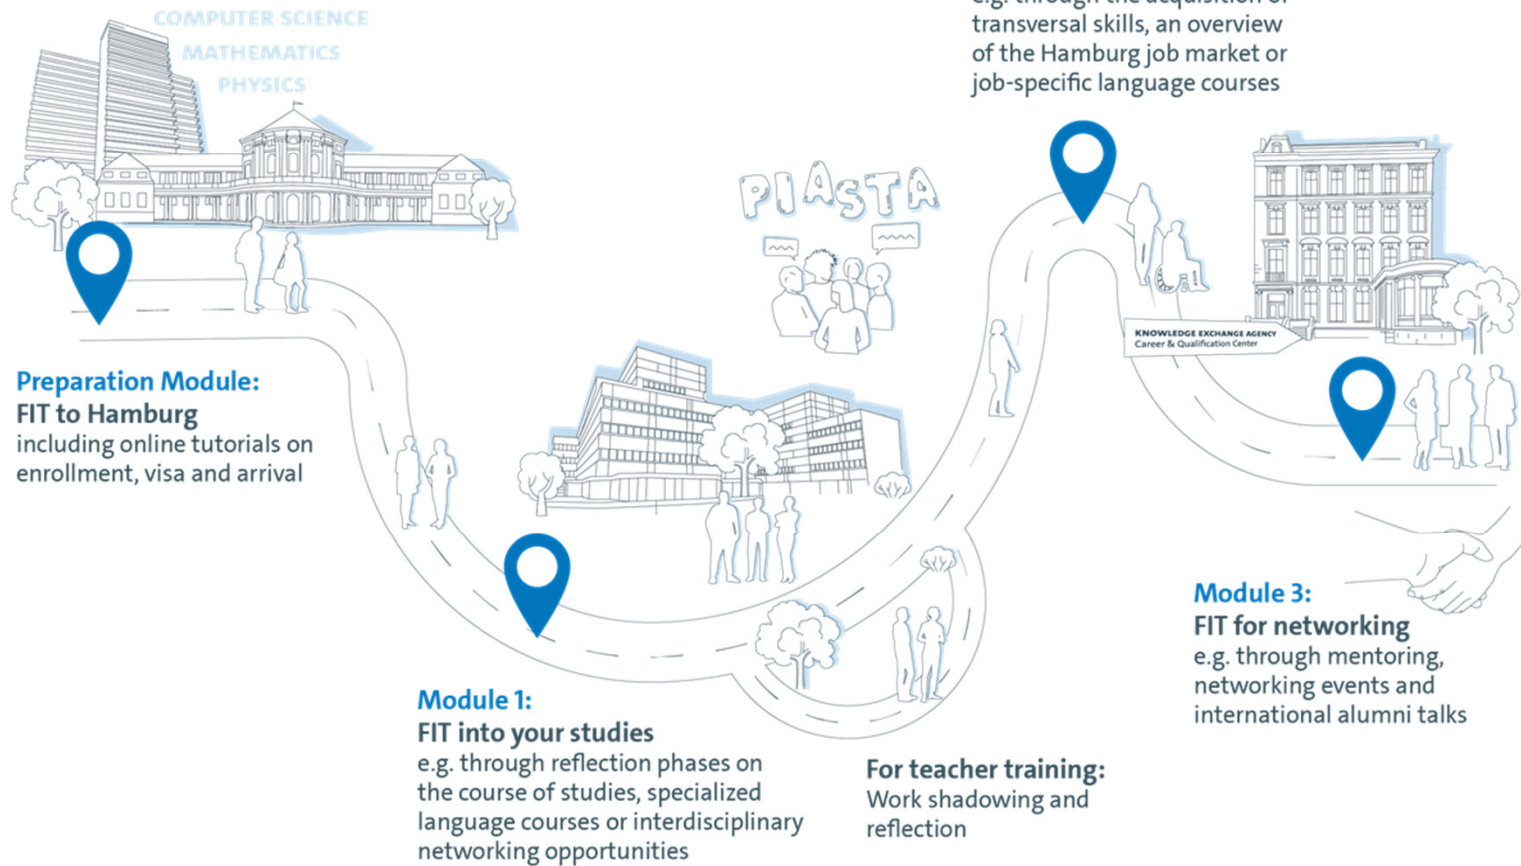 COMPUTER SCIENCE
MATHEMATICS
PHYSICS
e.g. through the acquisition of
transversal skills, an overview
of the Hamburg job market or
job-specific language courses
PIASTA
KNOWLEDGE EXCHANGE AGENCY
Career & Qualification Center
Preparation Module:
FIT to Hamburg
including online tutorials on
enrollment, visa and arrival
Module 1:
FIT into your studies
e.g. through reflection phases on
the course of studies, specialized
language courses or interdisciplinary
networking opportunities
For teacher training:
Work shadowing and
reflection
Module 3:
FIT for networking
e.g. through mentoring,
networking events and
international alumni talks